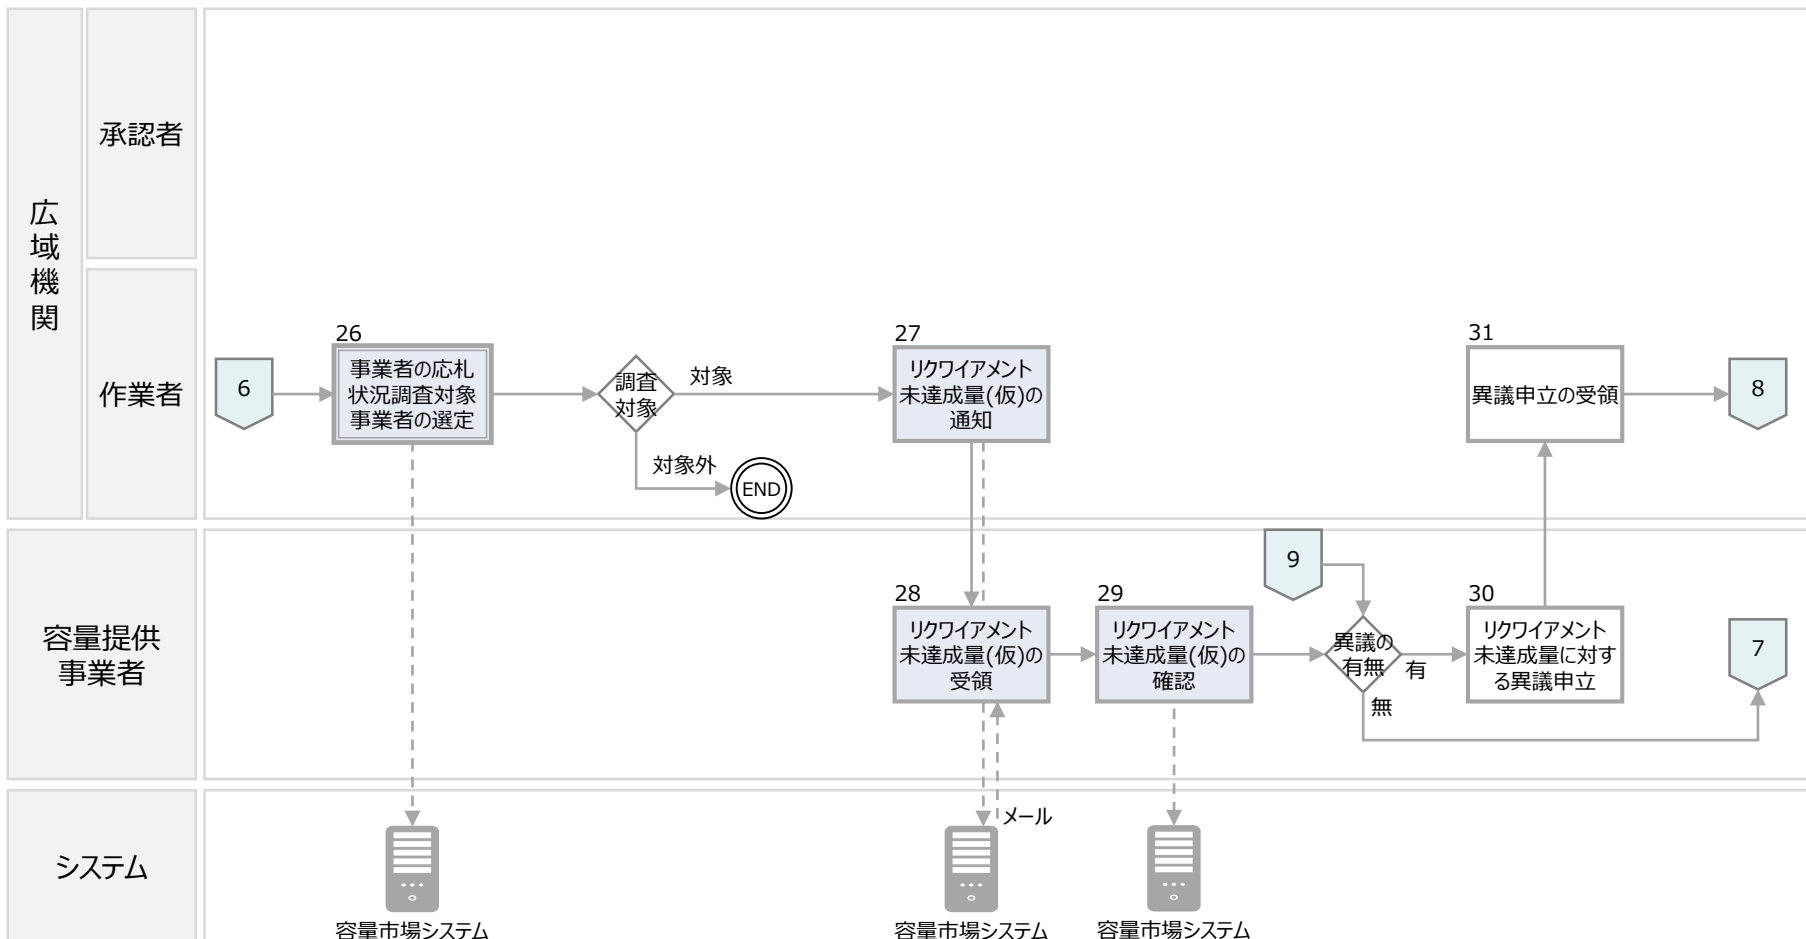 広域機関
承認者
作業者
6
26
事業者の応札
状況調査対象
事業者の選定
調査
対象
対象
対象外
END
27
リクワイアメント
未達成量(仮)の
通知
31
異議申立の受領
8
容量提供
事業者
28
リクワイアメント
未達成量(仮)の
受領
29
リクワイアメント
未達成量(仮)の
確認
9
異議の
有無
有
無
30
リクワイアメント
未達成量に対す
る異議申立
7
システム
メール
容量市場システム
容量市場システム
容量市場システム